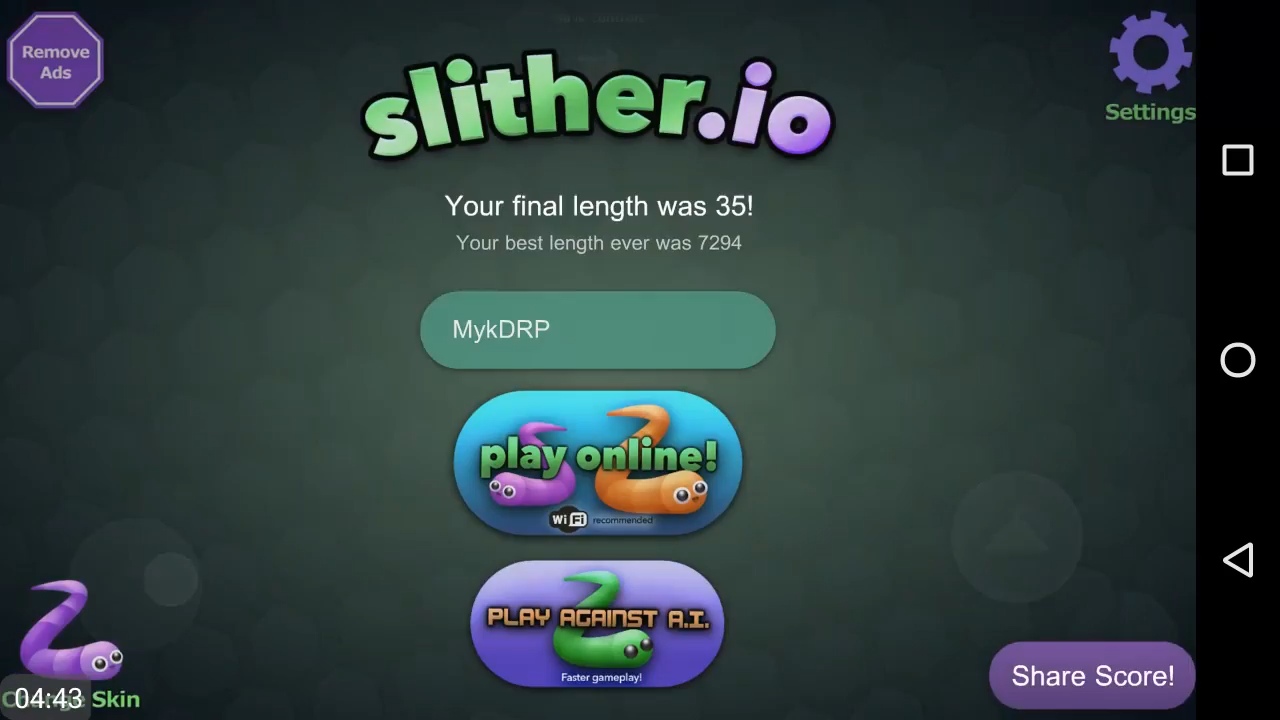 Remove
Ads
slither.io
Settings
Your final length was 35!
Your best length ever was 7294
MykDRP
play online!
WiFi recommended
PLAY AGAINST A.I.
Faster gameplay!
04:43
Skin
Share Score!